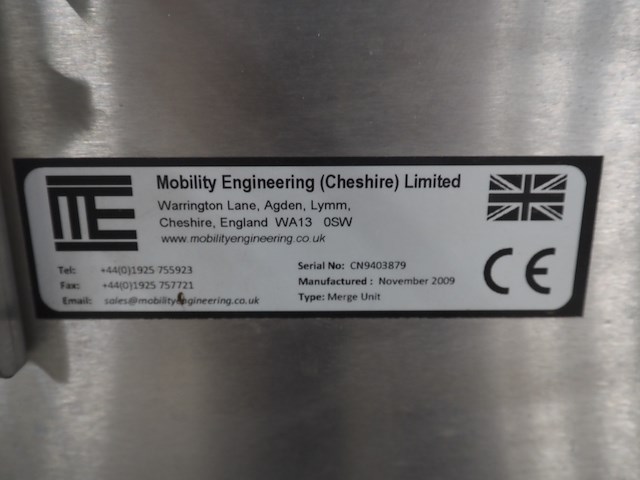 ME
Mobility Engineering (Cheshire) Limited
Warrington Lane, Agden, Lymm,
Cheshire, England WA13 0SW
www.mobilityengineering.co.uk
Tel: +44(0)1925 755923
Fax: +44(0)1925 757721
Email: sales@mobilityengineering.co.uk
Serial No: CN9403879
Manufactured : November 2009
Type: Merge Unit
CE